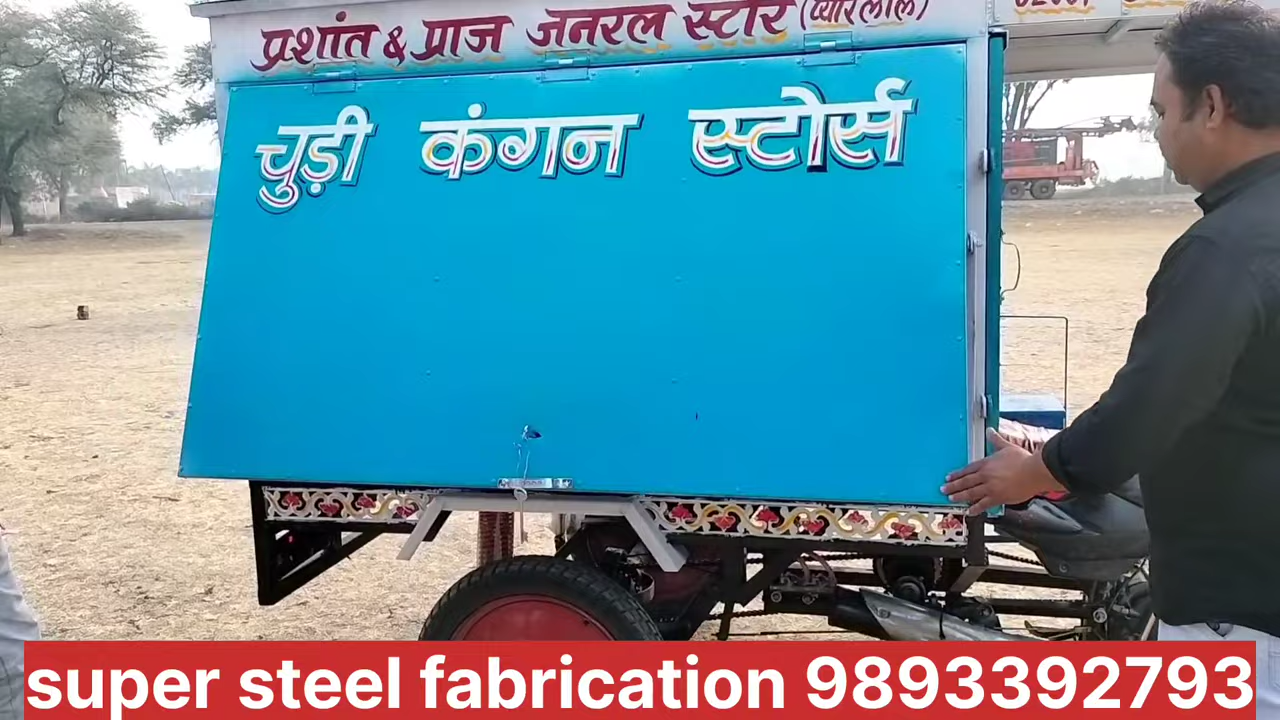 प्रशांत & प्राज जनरल स्टोर (प्यारेलाल)
चुड़ी कंगन स्टोर्स
super steel fabrication 9893392793